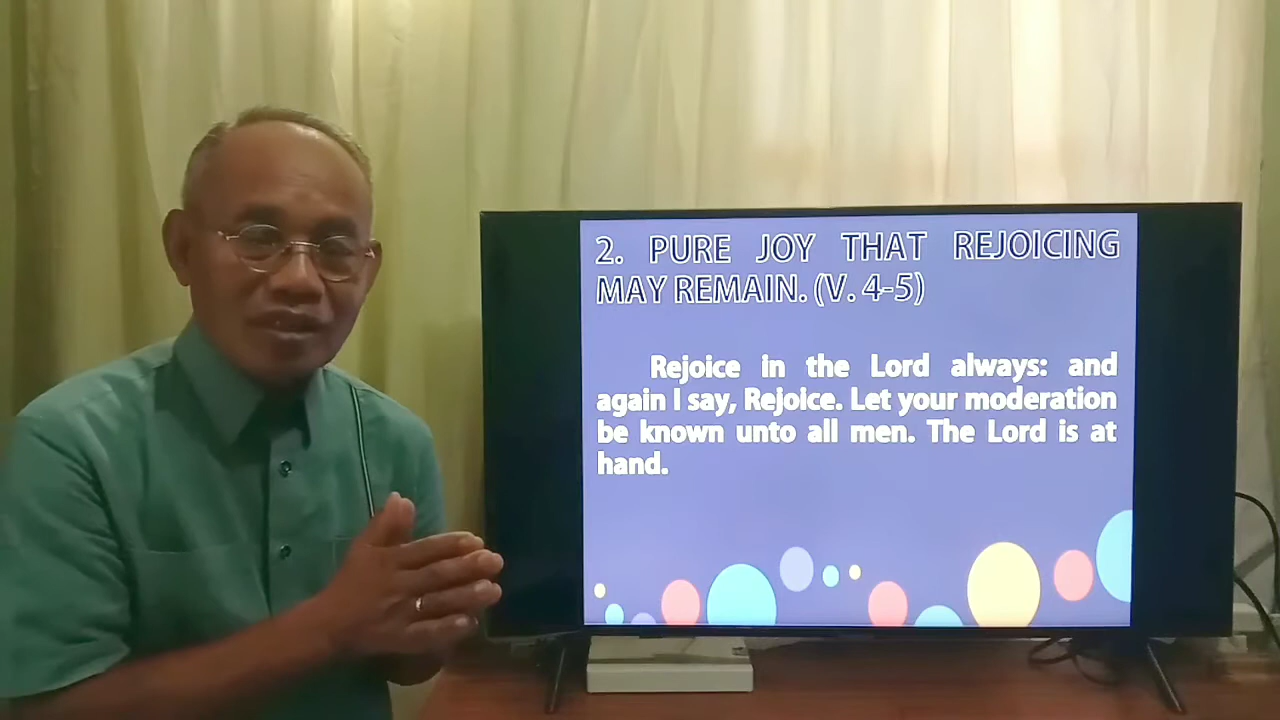 2. PURE JOY THAT REJOICING
MAY REMAIN. (V. 4-5)
Rejoice in the Lord always: and
again I say, Rejoice. Let your moderation
be known unto all men. The Lord is at
hand.